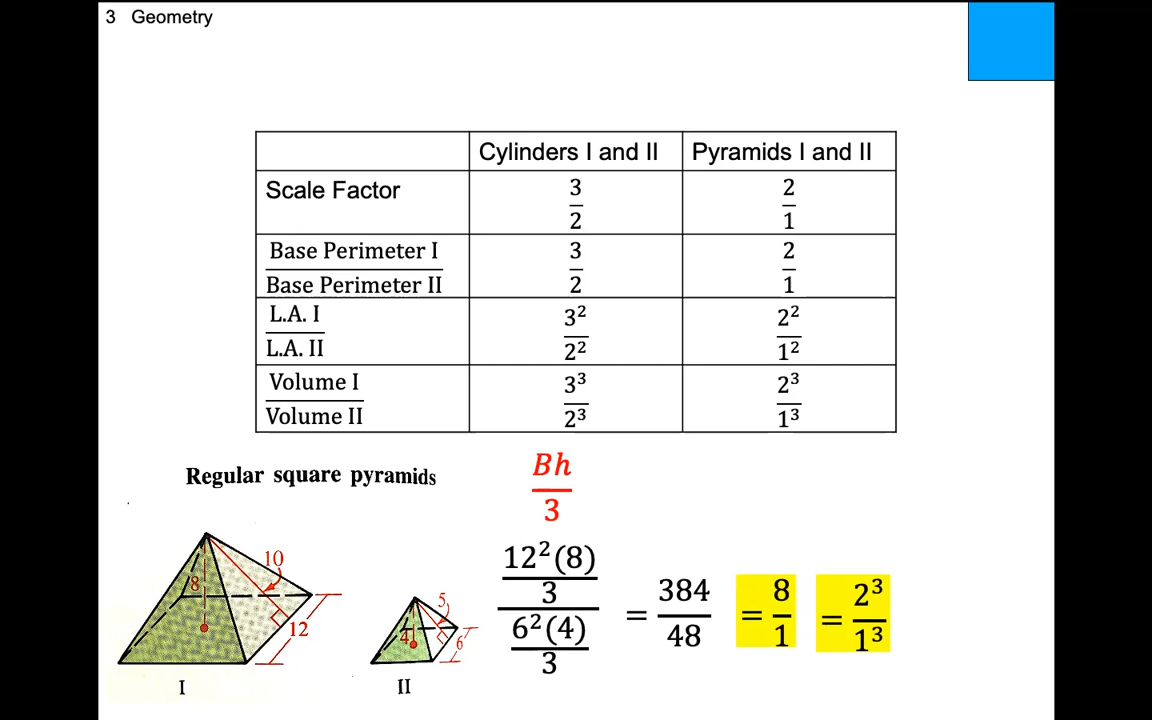 3 Geometry
Cylinders I and II Pyramids I and II
Scale Factor 3/2 2/1
Base Perimeter I/Base Perimeter II 3/2 2/1
L.A. I/L.A. II 3²/2² 2²/1²
Volume I/Volume II 3³/2³ 2³/1³
Regular square pyramids
Bh/3
10
8
12
I
5
4
6
II
(12²(8)/3)/(6²(4)/3) = 384/48 = 8/1 = 2³/1³